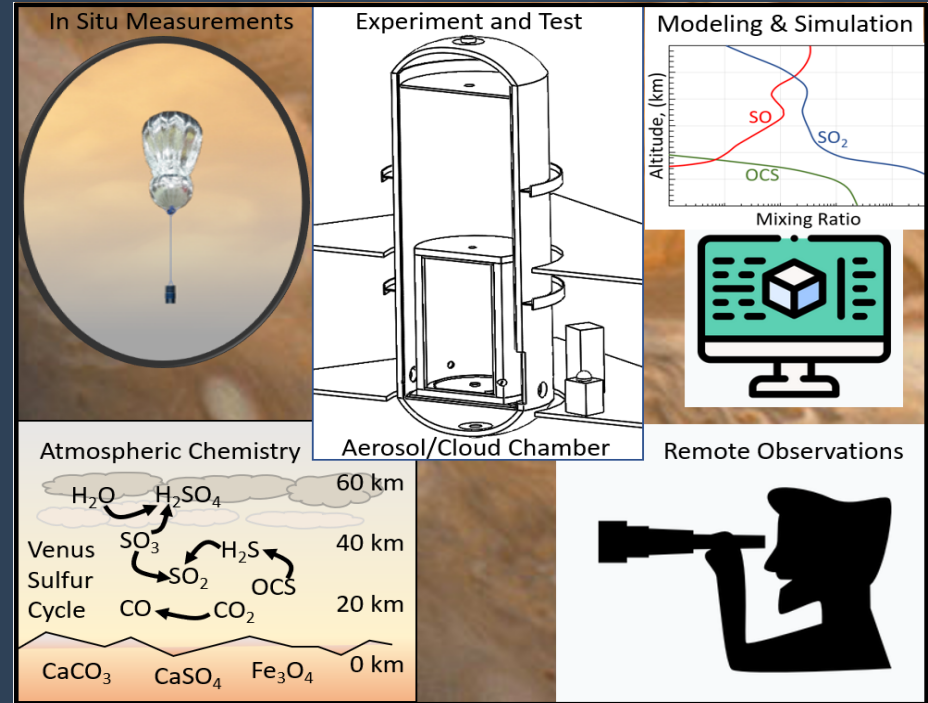 In Situ Measurements
Experiment and Test
Aerosol/Cloud Chamber
Modeling & Simulation
Altitude, (km)
SO
SO₂
OCS
Mixing Ratio
Atmospheric Chemistry
60 km
H₂O
H₂SO₄
40 km
SO₃
H₂S
Venus
Sulfur
Cycle
SO₂
OCS
20 km
CO
CO₂
0 km
CaCO₃
CaSO₄
Fe₃O₄
Remote Observations